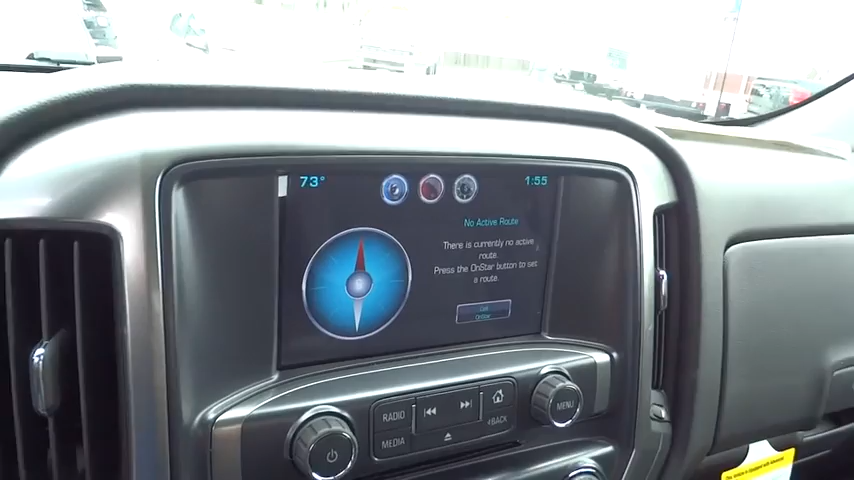 73°
1:55
No Active Route
There is currently no active
route.
Press the OnStar button to set
a route.
Call
OnStar
RADIO
MEDIA
BACK
MENU